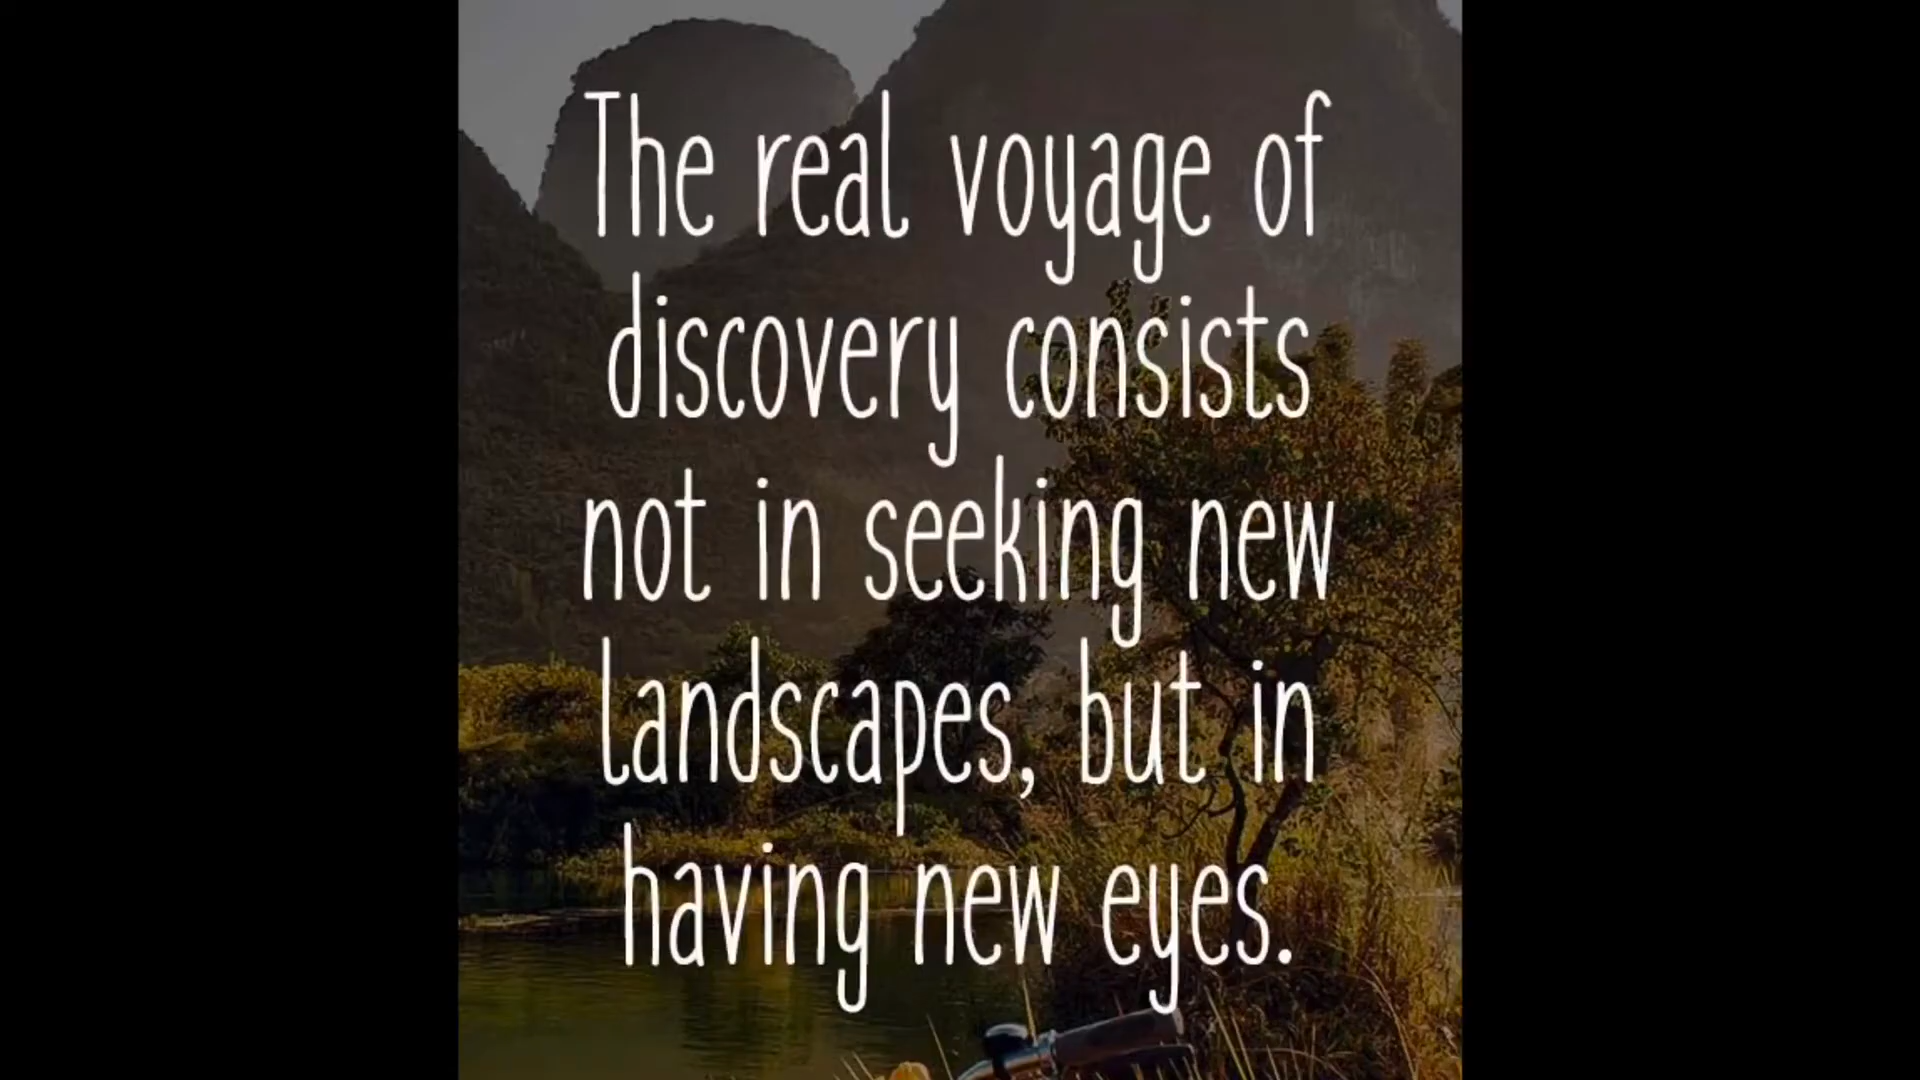 The real voyage of
discovery consists
not in seeking new
landscapes, but in
having new eyes.